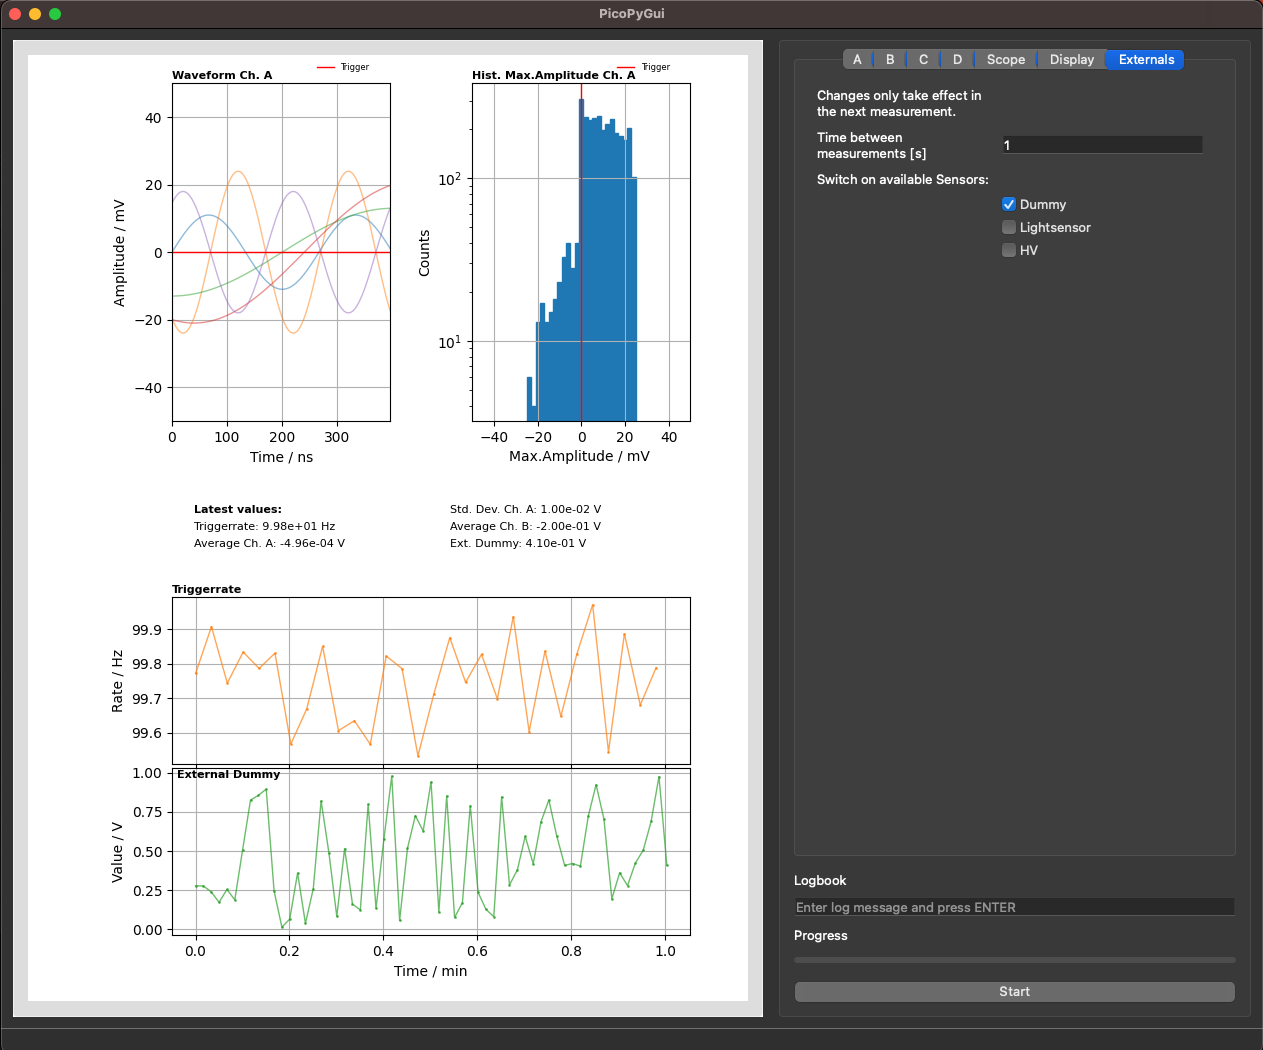 PicoPyGui
Trigger
Waveform Ch. A
40
20
0
−20
−40
Amplitude / mV
0 100 200 300
Time / ns
Trigger
Hist. Max.Amplitude Ch. A
10²
10¹
Counts
−40 −20 0 20 40
Max.Amplitude / mV
Latest values:
Triggerrate: 9.98e+01 Hz
Average Ch. A: -4.96e-04 V
Std. Dev. Ch. A: 1.00e-02 V
Average Ch. B: -2.00e-01 V
Ext. Dummy: 4.10e-01 V
Triggerrate
99.9
99.8
99.7
99.6
Rate / Hz
External Dummy
1.00
0.75
0.50
0.25
0.00
Value / V
0.0 0.2 0.4 0.6 0.8 1.0
Time / min
A B C D Scope Display Externals
Changes only take effect in
the next measurement.
Time between
measurements [s]
1
Switch on available Sensors:
Dummy
Lightsensor
HV
Logbook
Enter log message and press ENTER
Progress
Start